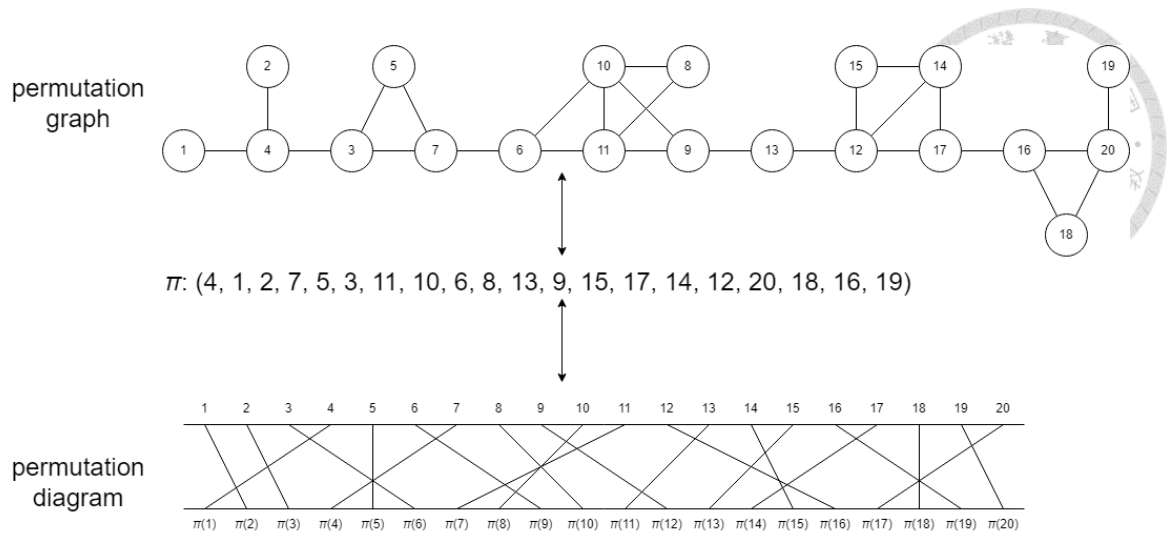 permutation
graph
2 5 10 8 15 14 19
1 4 3 7 6 11 9 13 12 17 16 20
18
π: (4, 1, 2, 7, 5, 3, 11, 10, 6, 8, 13, 9, 15, 17, 14, 12, 20, 18, 16, 19)
1 2 3 4 5 6 7 8 9 10 11 12 13 14 15 16 17 18 19 20
permutation
diagram
π(1) π(2) π(3) π(4) π(5) π(6) π(7) π(8) π(9) π(10) π(11) π(12) π(13) π(14) π(15) π(16) π(17) π(18) π(19) π(20)